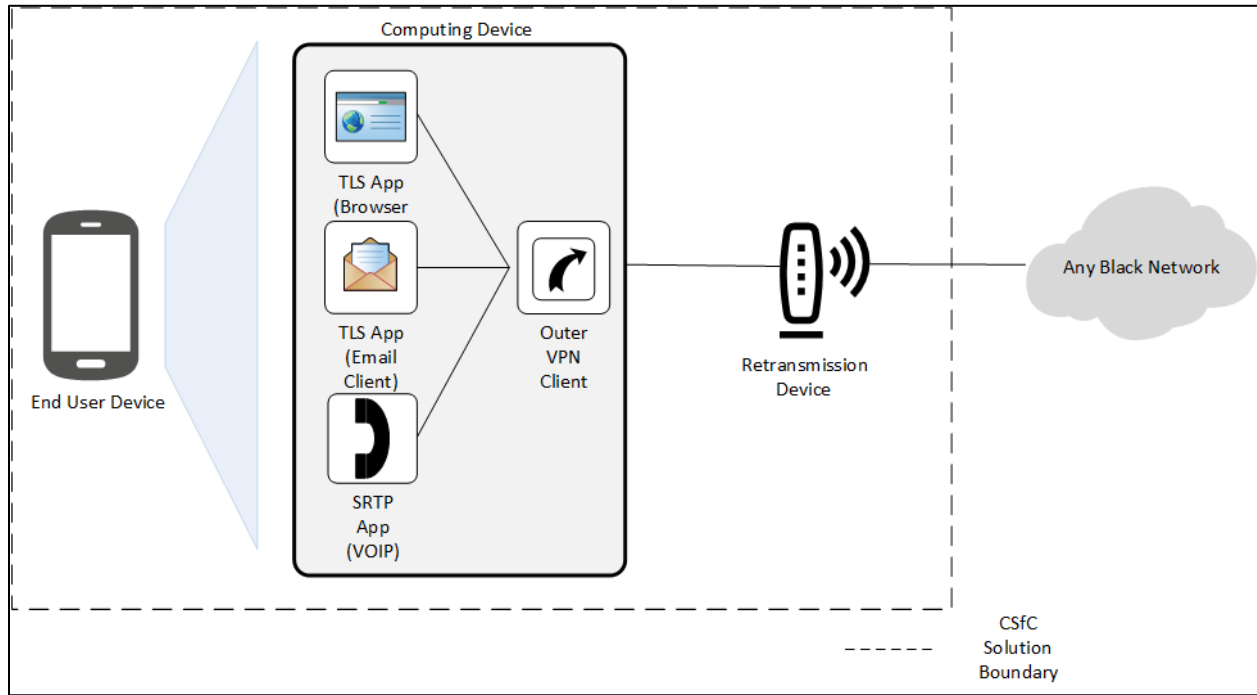 Computing Device
TLS App
(Browser
TLS App
(Email
Client)
SRTP
App
(VOIP)
Outer
VPN
Client
End User Device
Retransmission
Device
Any Black Network
CSfC
Solution
Boundary